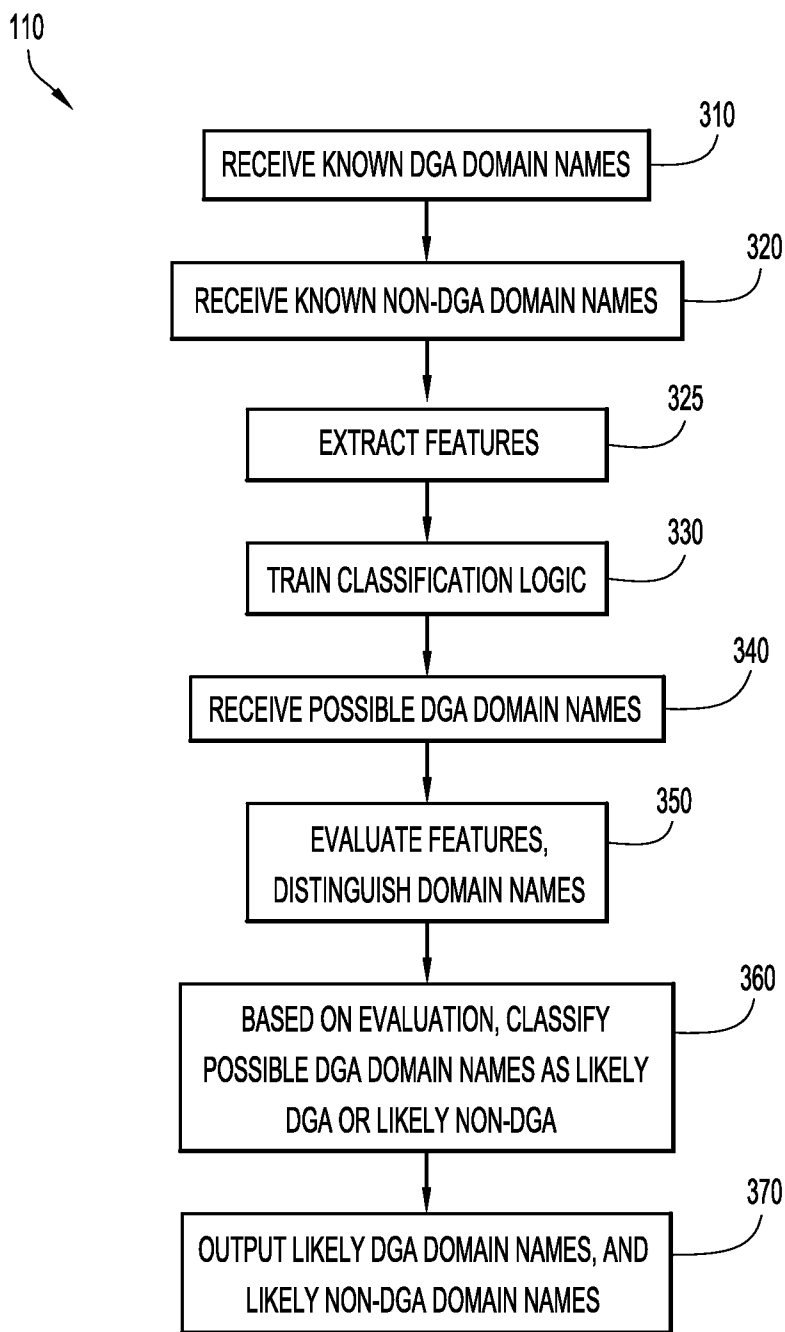 110
310
RECEIVE KNOWN DGA DOMAIN NAMES
320
RECEIVE KNOWN NON-DGA DOMAIN NAMES
325
EXTRACT FEATURES
330
TRAIN CLASSIFICATION LOGIC
340
RECEIVE POSSIBLE DGA DOMAIN NAMES
350
EVALUATE FEATURES,
DISTINGUISH DOMAIN NAMES
360
BASED ON EVALUATION, CLASSIFY
POSSIBLE DGA DOMAIN NAMES AS LIKELY
DGA OR LIKELY NON-DGA
370
OUTPUT LIKELY DGA DOMAIN NAMES, AND
LIKELY NON-DGA DOMAIN NAMES